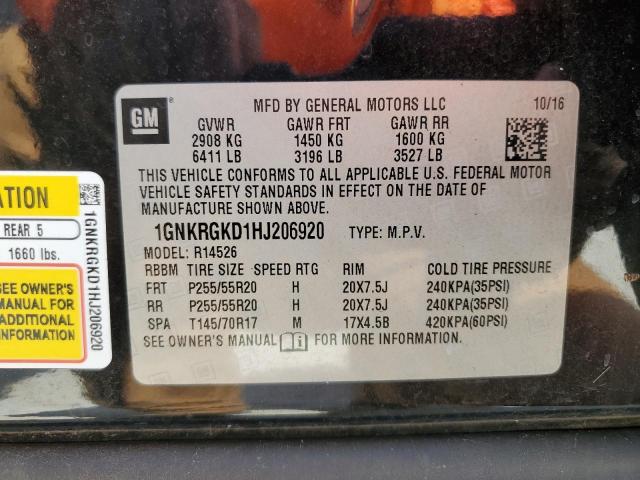 GM
MFD BY GENERAL MOTORS LLC 10/16
GVWR GAWR FRT GAWR RR
2908 KG 1450 KG 1600 KG
6411 LB 3196 LB 3527 LB
THIS VEHICLE CONFORMS TO ALL APPLICABLE U.S. FEDERAL MOTOR
VEHICLE SAFETY STANDARDS IN EFFECT ON THE DATE OF
MANUFACTURE SHOWN ABOVE.
1GNKRGKD1HJ206920 TYPE: M.P.V.
MODEL: R14526
RBBM TIRE SIZE SPEED RTG RIM COLD TIRE PRESSURE
FRT P255/55R20 H 20X7.5J 240KPA(35PSI)
RR P255/55R20 H 20X7.5J 240KPA(35PSI)
SPA T145/70R17 M 17X4.5B 420KPA(60PSI)
SEE OWNER'S MANUAL FOR MORE INFORMATION.
ATION
REAR 5
1660 lbs.
SEE OWNER'S
MANUAL FOR
ADDITIONAL
INFORMATION
1GNKRGKD1HJ206920